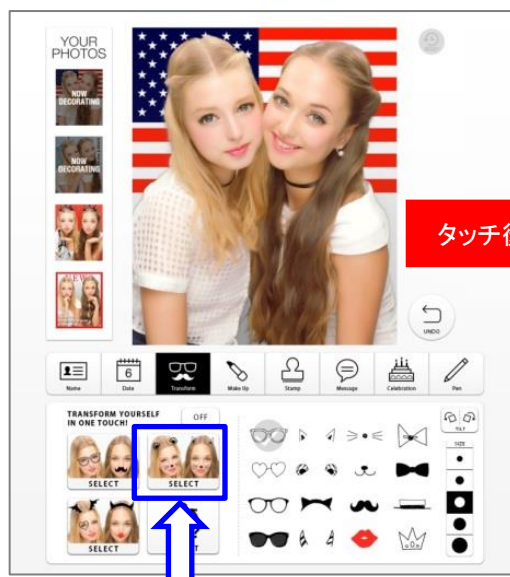 YOUR
PHOTOS
NOW
DECORATING
NOW
DECORATING
タッチ
UNDO
Name
6
Date
Transform
Make Up
Stamp
Message
Celebration
Pen
TRANSFORM YOURSELF
IN ONE TOUCH!
OFF
TILT
SIZE
SELECT
SELECT
SELECT